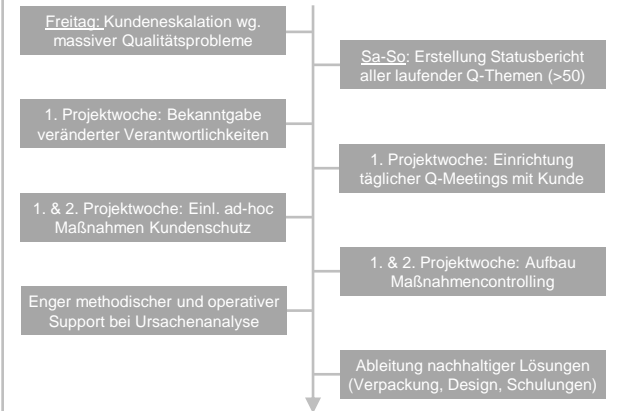 Freitag: Kundeneskalation wg.
massiver Qualitätsprobleme
Sa-So: Erstellung Statusbericht
aller laufender Q-Themen (>50)
1. Projektwoche: Bekanntgabe
veränderter Verantwortlichkeiten
1. Projektwoche: Einrichtung
täglicher Q-Meetings mit Kunde
1. & 2. Projektwoche: Einl. ad-hoc
Maßnahmen Kundenschutz
1. & 2. Projektwoche: Aufbau
Maßnahmencontrolling
Enger methodischer und operativer
Support bei Ursachenanalyse
Ableitung nachhaltiger Lösungen
(Verpackung, Design, Schulungen)